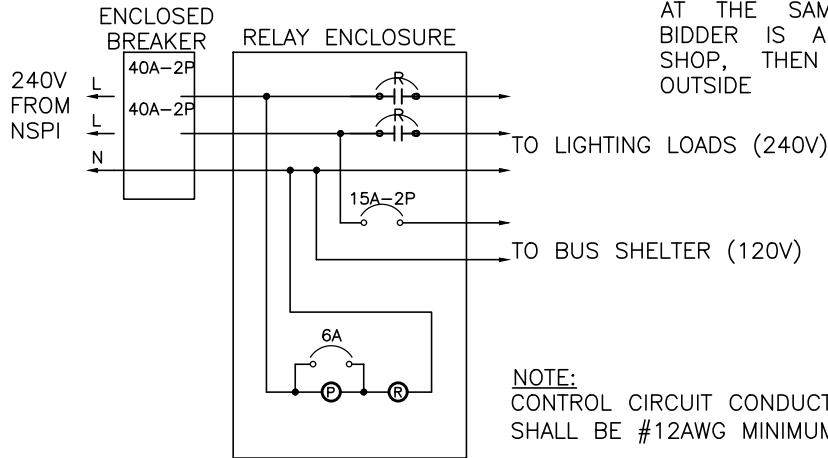 ENCLOSED
BREAKER
RELAY ENCLOSURE
AT THE SAM
BIDDER IS A
SHOP, THEN
OUTSIDE
40A-2P
40A-2P
240V
FROM
NSPI
L
L
N
R
R
TO LIGHTING LOADS (240V)
15A-2P
TO BUS SHELTER (120V)
6A
P
R
NOTE:
CONTROL CIRCUIT CONDUCT
SHALL BE #12AWG MINIMUM